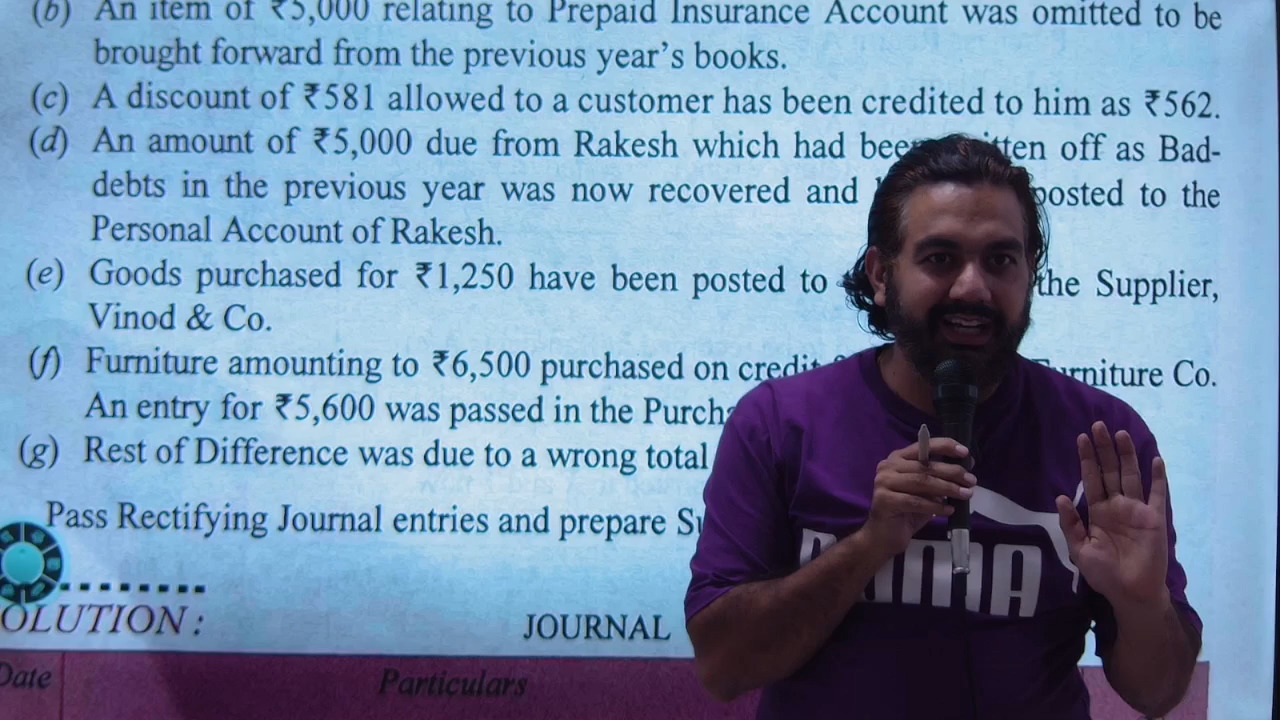 (b) An item of ₹5,000 relating to Prepaid Insurance Account was omitted to be
brought forward from the previous year's books.
(c) A discount of ₹581 allowed to a customer has been credited to him as ₹562.
(d) An amount of ₹5,000 due from Rakesh which had been off as Bad-
debts in the previous year was now recovered and posted to the
Personal Account of Rakesh.
(e) Goods purchased for ₹1,250 have been posted to the Supplier,
Vinod & Co.
(f) Furniture amounting to ₹6,500 purchased on credit Furniture Co.
An entry for ₹5,600 was passed in the
(g) Rest of Difference was due to a wrong total
Pass Rectifying Journal entries and prepare
OLUTION :
JOURNAL
Date Particulars
PUMA